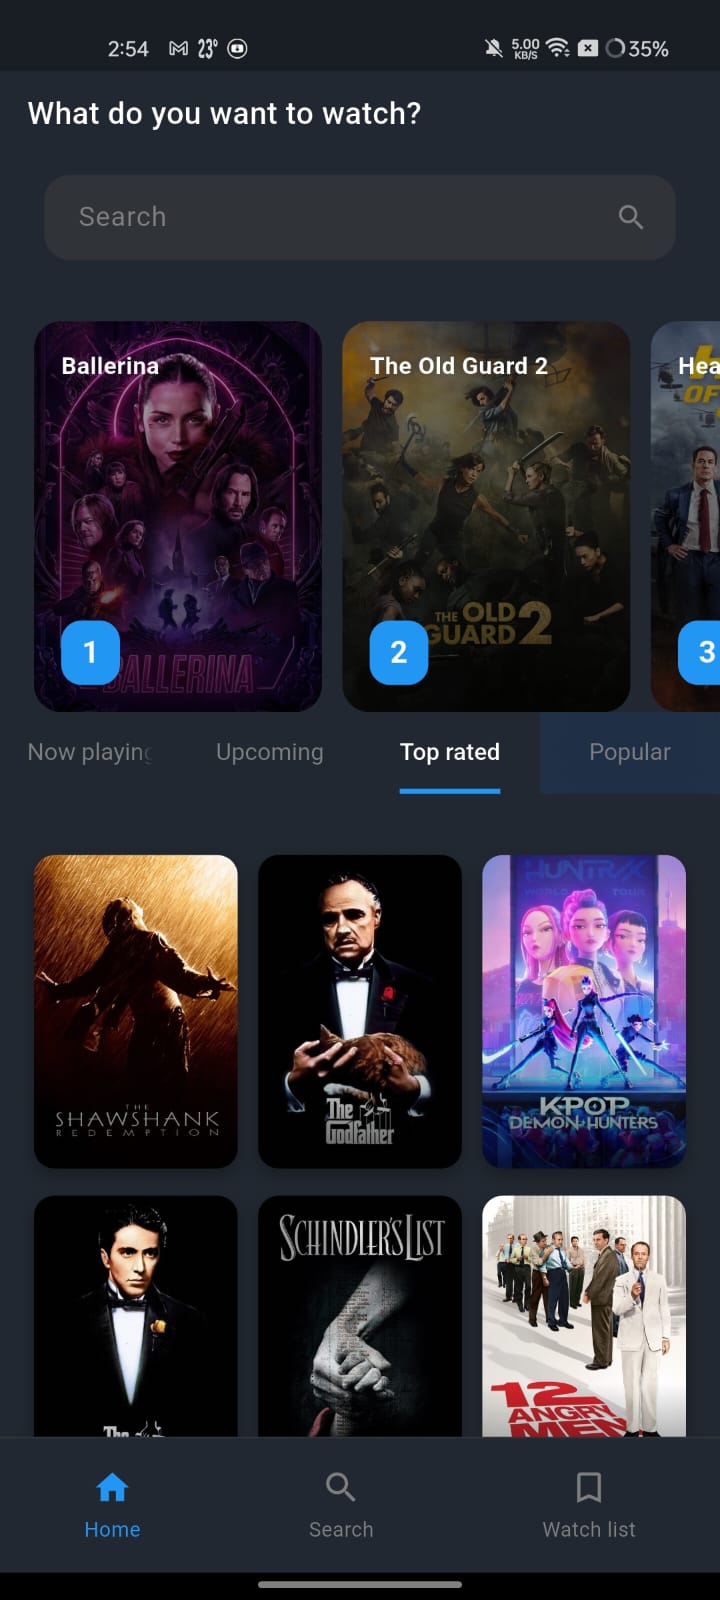 2:54 23° 5.00 KB/S 35%
What do you want to watch?
Search
Ballerina
The Old Guard 2
Hea
OF
THE OLD GUARD 2
BALLERINA
1
2
3
Now playing
Upcoming
Top rated
Popular
HUNTR/X
WORLD TOUR
THE
SHAWSHANK
REDEMPTION
The
Godfather
KPOP
DEMON HUNTERS
SCHINDLER'S LIST
The
12
ANGRY
MEN
Home
Search
Watch list